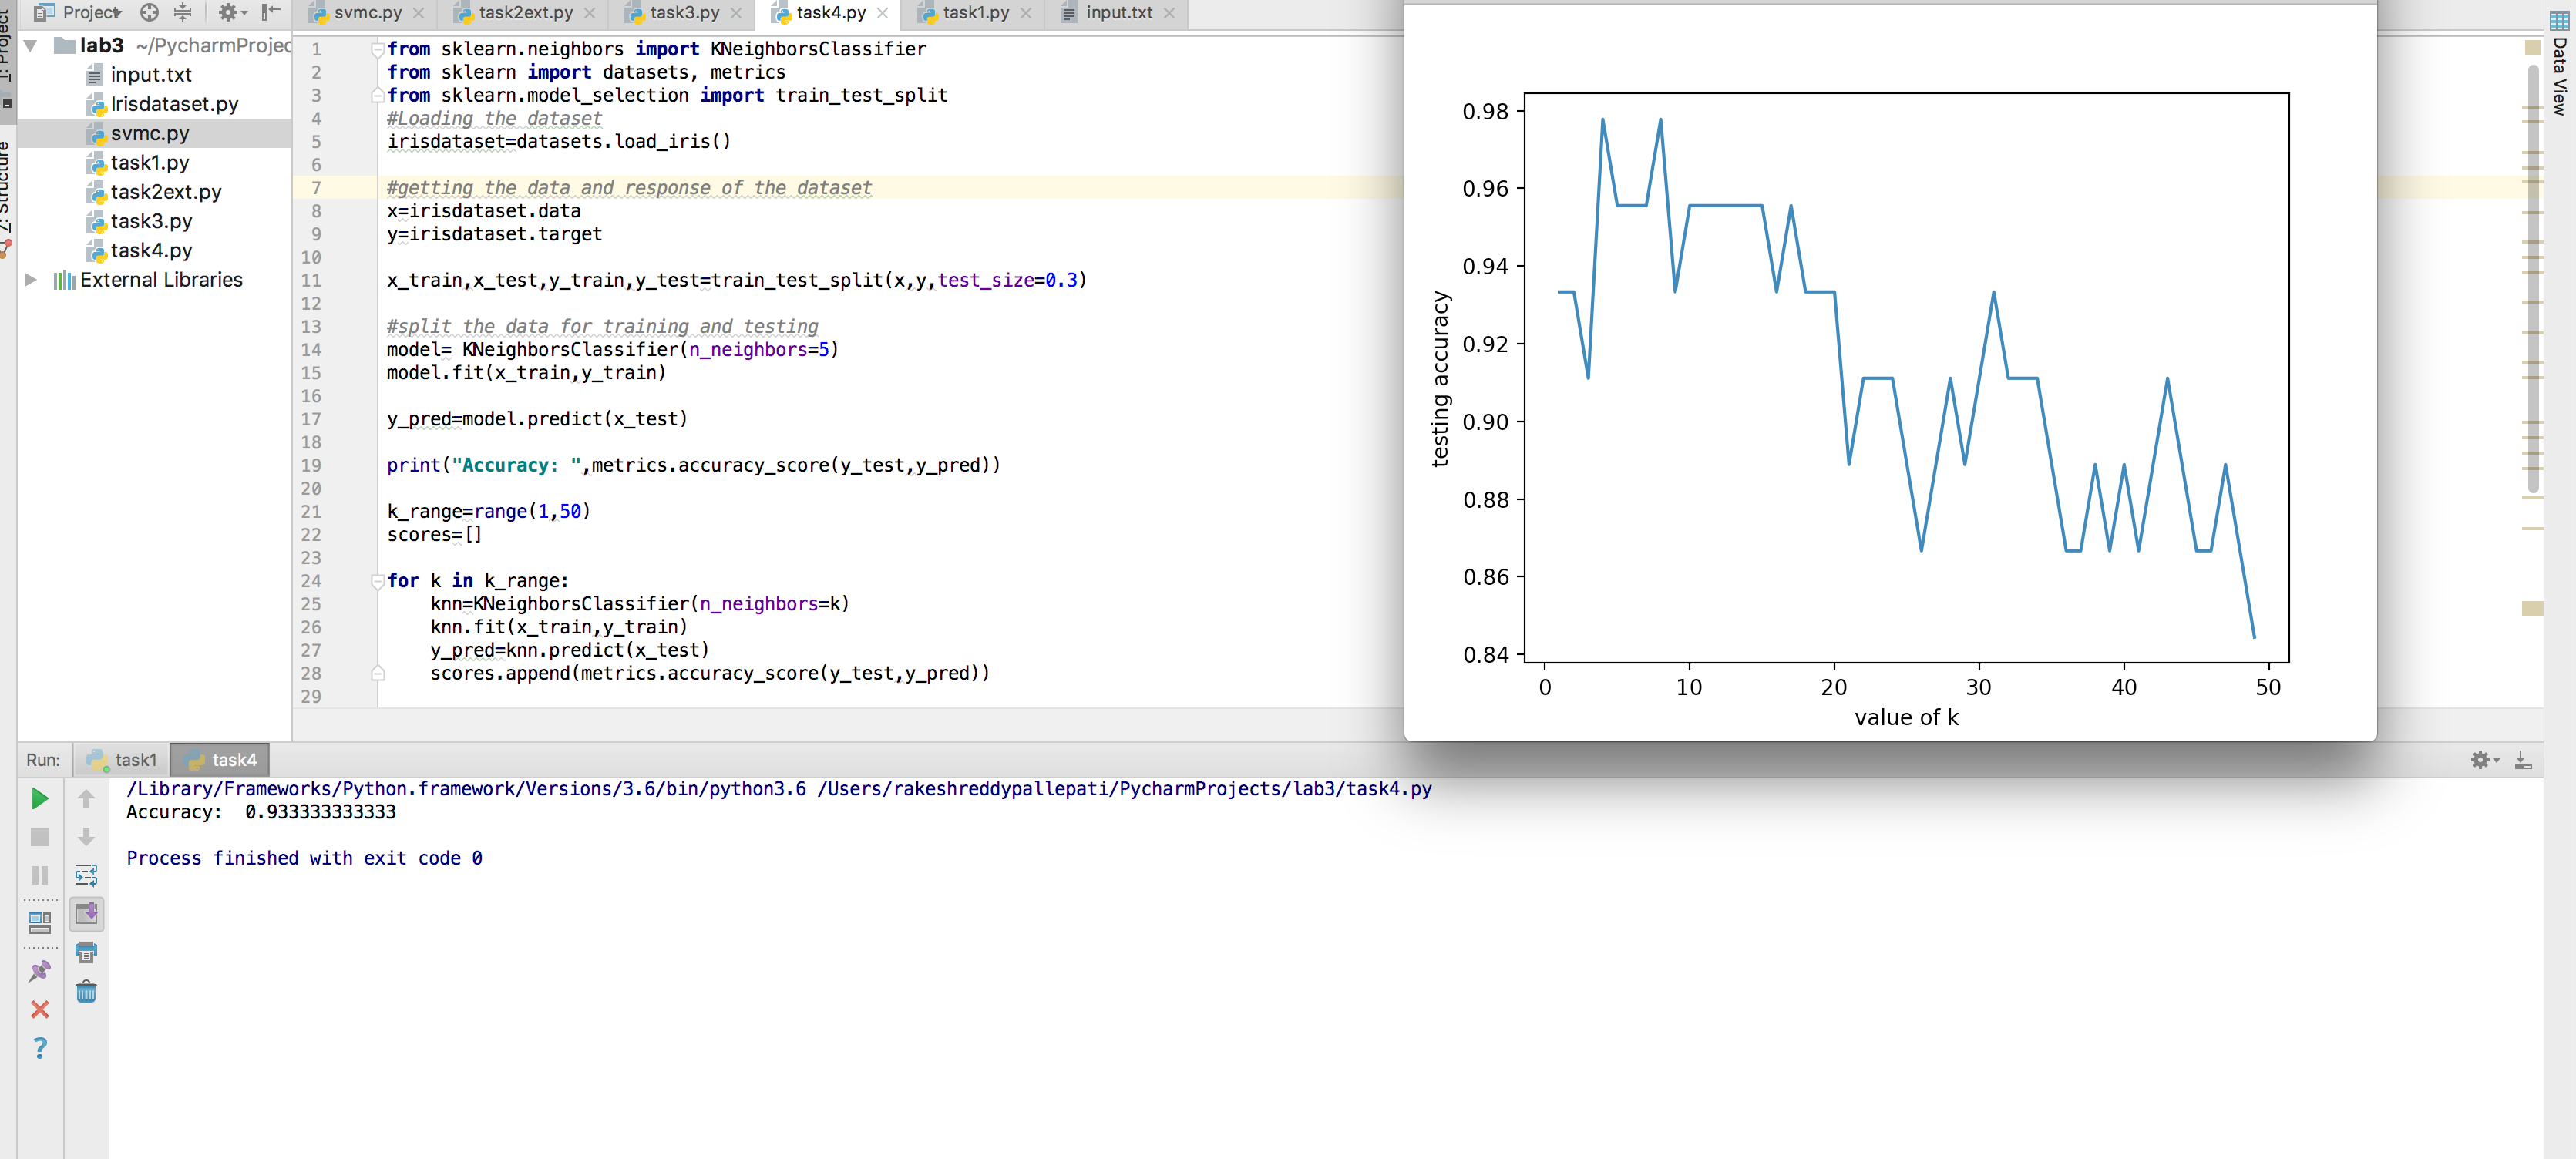 Project
svmc.py
task2ext.py
task3.py
task4.py
task1.py
input.txt
1: Project
Z: Structure
Data View
lab3 ~/PycharmProjec
input.txt
Irisdataset.py
svmc.py
task1.py
task2ext.py
task3.py
task4.py
External Libraries
1 from sklearn.neighbors import KNeighborsClassifier
2 from sklearn import datasets, metrics
3 from sklearn.model_selection import train_test_split
4 #Loading the dataset
5 irisdataset=datasets.load_iris()
6
7 #getting the data and response of the dataset
8 x=irisdataset.data
9 y=irisdataset.target
10
11 x_train,x_test,y_train,y_test=train_test_split(x,y,test_size=0.3)
12
13 #split the data for training and testing
14 model= KNeighborsClassifier(n_neighbors=5)
15 model.fit(x_train,y_train)
16
17 y_pred=model.predict(x_test)
18
19 print("Accuracy: ",metrics.accuracy_score(y_test,y_pred))
20
21 k_range=range(1,50)
22 scores=[]
23
24 for k in k_range:
25 knn=KNeighborsClassifier(n_neighbors=k)
26 knn.fit(x_train,y_train)
27 y_pred=knn.predict(x_test)
28 scores.append(metrics.accuracy_score(y_test,y_pred))
29
testing accuracy
0.98
0.96
0.94
0.92
0.90
0.88
0.86
0.84
0 10 20 30 40 50
value of k
Run: task1 task4
/Library/Frameworks/Python.framework/Versions/3.6/bin/python3.6 /Users/rakeshreddypallepati/PycharmProjects/lab3/task4.py
Accuracy:  0.933333333333
Process finished with exit code 0